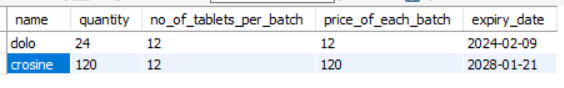 name quantity no_of_tablets_per_batch price_of_each_batch expiry_date
dolo 24 12 12 2024-02-09
crosine 120 12 120 2028-01-21